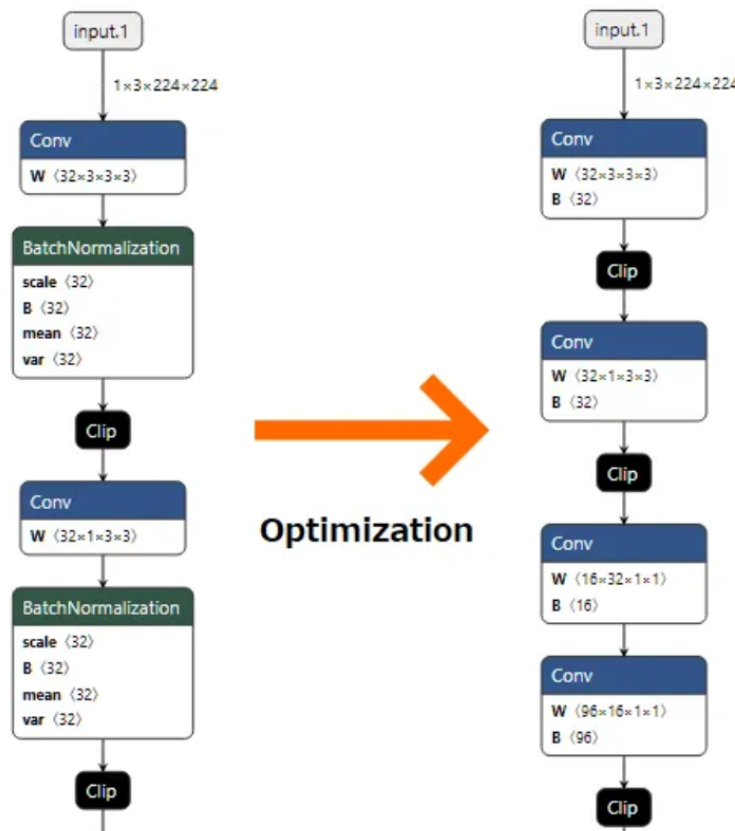 input.1
1×3×224×224
Conv
W ⟨32×3×3×3⟩
BatchNormalization
scale ⟨32⟩
B ⟨32⟩
mean ⟨32⟩
var ⟨32⟩
Clip
Conv
W ⟨32×1×3×3⟩
BatchNormalization
scale ⟨32⟩
B ⟨32⟩
mean ⟨32⟩
var ⟨32⟩
Clip
Optimization
input.1
1×3×224×224
Conv
W ⟨32×3×3×3⟩
B ⟨32⟩
Clip
Conv
W ⟨32×1×3×3⟩
B ⟨32⟩
Clip
Conv
W ⟨16×32×1×1⟩
B ⟨16⟩
Conv
W ⟨96×16×1×1⟩
B ⟨96⟩
Clip